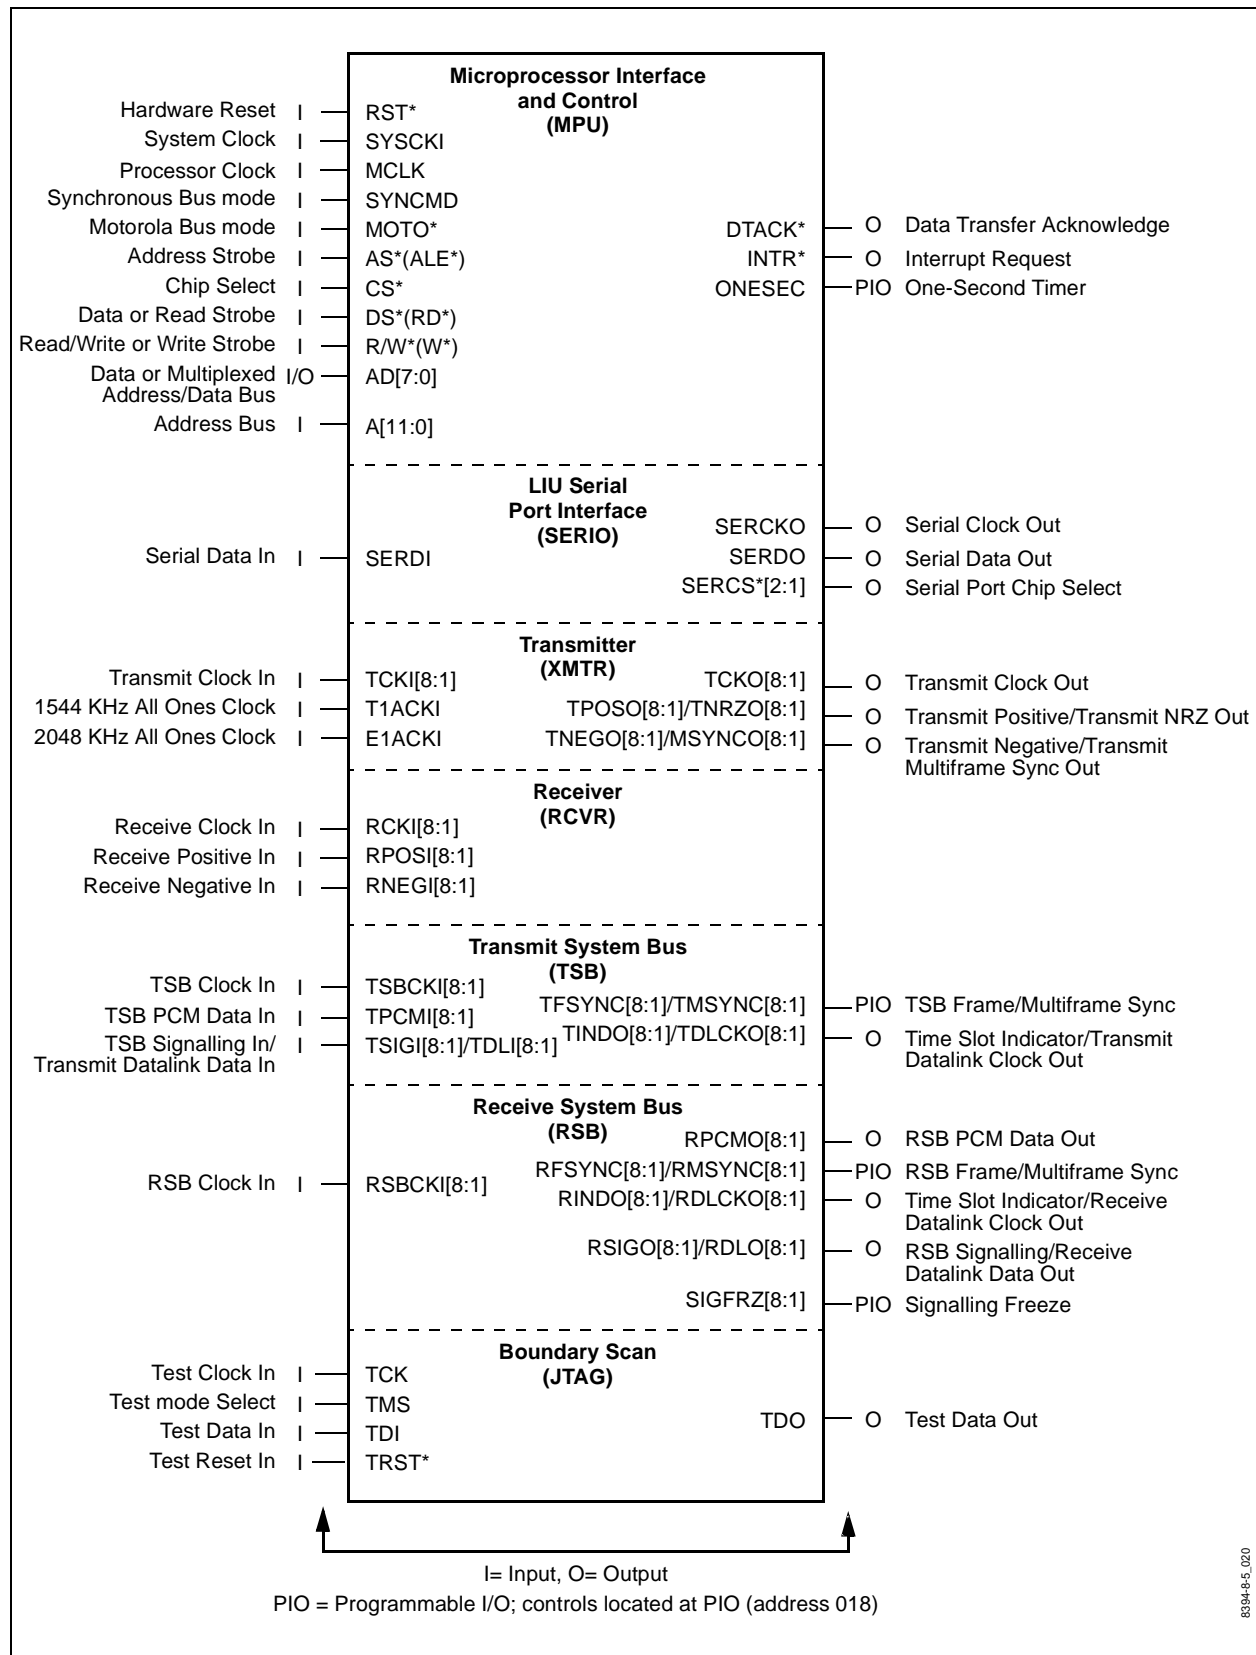 Microprocessor Interface
and Control
(MPU)
Hardware Reset I RST*
System Clock I SYSCKI
Processor Clock I MCLK
Synchronous Bus mode I SYNCMD
Motorola Bus mode I MOTO* DTACK* O Data Transfer Acknowledge
Address Strobe I AS*(ALE*) INTR* O Interrupt Request
Chip Select I CS* ONESEC PIO One-Second Timer
Data or Read Strobe I DS*(RD*)
Read/Write or Write Strobe I R/W*(W*)
Data or Multiplexed I/O AD[7:0]
Address/Data Bus
Address Bus I A[11:0]
LIU Serial
Port Interface
(SERIO)
SERCKO O Serial Clock Out
Serial Data In I SERDI SERDO O Serial Data Out
SERCS*[2:1] O Serial Port Chip Select
Transmitter
(XMTR)
Transmit Clock In I TCKI[8:1] TCKO[8:1] O Transmit Clock Out
1544 KHz All Ones Clock I T1ACKI TPOSO[8:1]/TNRZO[8:1] O Transmit Positive/Transmit NRZ Out
2048 KHz All Ones Clock I E1ACKI TNEGO[8:1]/MSYNCO[8:1] O Transmit Negative/Transmit
Multiframe Sync Out
Receiver
(RCVR)
Receive Clock In I RCKI[8:1]
Receive Positive In I RPOSI[8:1]
Receive Negative In I RNEGI[8:1]
Transmit System Bus
(TSB)
TSB Clock In I TSBCKI[8:1]
TSB PCM Data In I TPCMI[8:1] TFSYNC[8:1]/TMSYNC[8:1] PIO TSB Frame/Multiframe Sync
TSB Signalling In/ I TSIGI[8:1]/TDLI[8:1] TINDO[8:1]/TDLCKO[8:1] O Time Slot Indicator/Transmit
Transmit Datalink Data In Datalink Clock Out
Receive System Bus
(RSB)
RPCMO[8:1] O RSB PCM Data Out
RFSYNC[8:1]/RMSYNC[8:1] PIO RSB Frame/Multiframe Sync
RSB Clock In I RSBCKI[8:1] RINDO[8:1]/RDLCKO[8:1] O Time Slot Indicator/Receive
Datalink Clock Out
RSIGO[8:1]/RDLO[8:1] O RSB Signalling/Receive
Datalink Data Out
SIGFRZ[8:1] PIO Signalling Freeze
Boundary Scan
(JTAG)
Test Clock In I TCK
Test mode Select I TMS
Test Data In I TDI TDO O Test Data Out
Test Reset In I TRST*
I= Input, O= Output
PIO = Programmable I/O; controls located at PIO (address 018)
8394-8-5_020